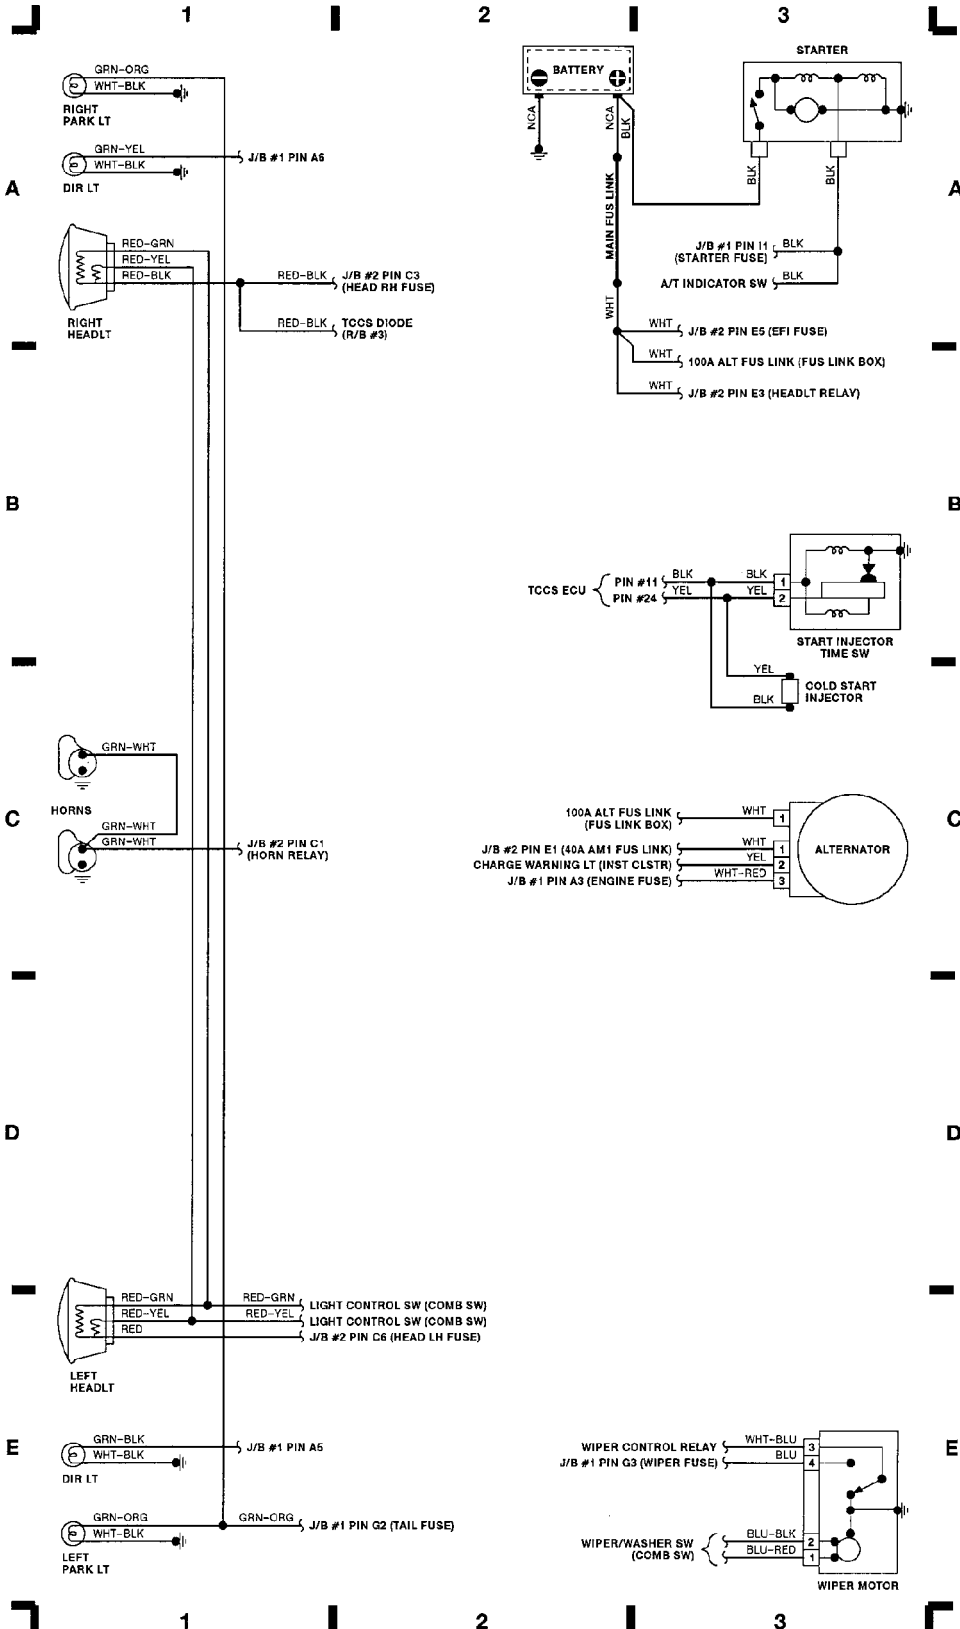 1 2 3
STARTER
GRN-ORG
WHT-BLK
RIGHT
PARK LT
BATTERY
NCA
NCA
BLK
BLK
BLK
GRN-YEL
WHT-BLK
DIR LT
J/B #1 PIN A6
A
A
MAIN FUS LINK
RED-GRN
RED-YEL
RED-BLK
RIGHT
HEADLT
RED-BLK
J/B #2 PIN C3
(HEAD RH FUSE)
RED-BLK
TCCS DIODE
(R/B #3)
J/B #1 PIN I1
(STARTER FUSE)
BLK
A/T INDICATOR SW
BLK
WHT
WHT
J/B #2 PIN E5 (EFI FUSE)
WHT
100A ALT FUS LINK (FUS LINK BOX)
WHT
J/B #2 PIN E3 (HEADLT RELAY)
B
B
TCCS ECU
PIN #11
BLK
BLK
1
PIN #24
YEL
YEL
2
START INJECTOR
TIME SW
YEL
BLK
COLD START
INJECTOR
GRN-WHT
HORNS
GRN-WHT
GRN-WHT
J/B #2 PIN C1
(HORN RELAY)
C
C
100A ALT FUS LINK
(FUS LINK BOX)
WHT
1
J/B #2 PIN E1 (40A AM1 FUS LINK)
WHT
1
CHARGE WARNING LT (INST CLSTR)
YEL
2
J/B #1 PIN A3 (ENGINE FUSE)
WHT-RED
3
ALTERNATOR
D
D
RED-GRN
RED-GRN
LIGHT CONTROL SW (COMB SW)
RED-YEL
RED-YEL
LIGHT CONTROL SW (COMB SW)
RED
J/B #2 PIN C6 (HEAD LH FUSE)
LEFT
HEADLT
E
E
GRN-BLK
WHT-BLK
DIR LT
J/B #1 PIN A5
WIPER CONTROL RELAY
WHT-BLU
3
J/B #1 PIN G3 (WIPER FUSE)
BLU
4
GRN-ORG
WHT-BLK
LEFT
PARK LT
GRN-ORG
J/B #1 PIN G2 (TAIL FUSE)
WIPER/WASHER SW
(COMB SW)
BLU-BLK
2
BLU-RED
1
WIPER MOTOR
1 2 3